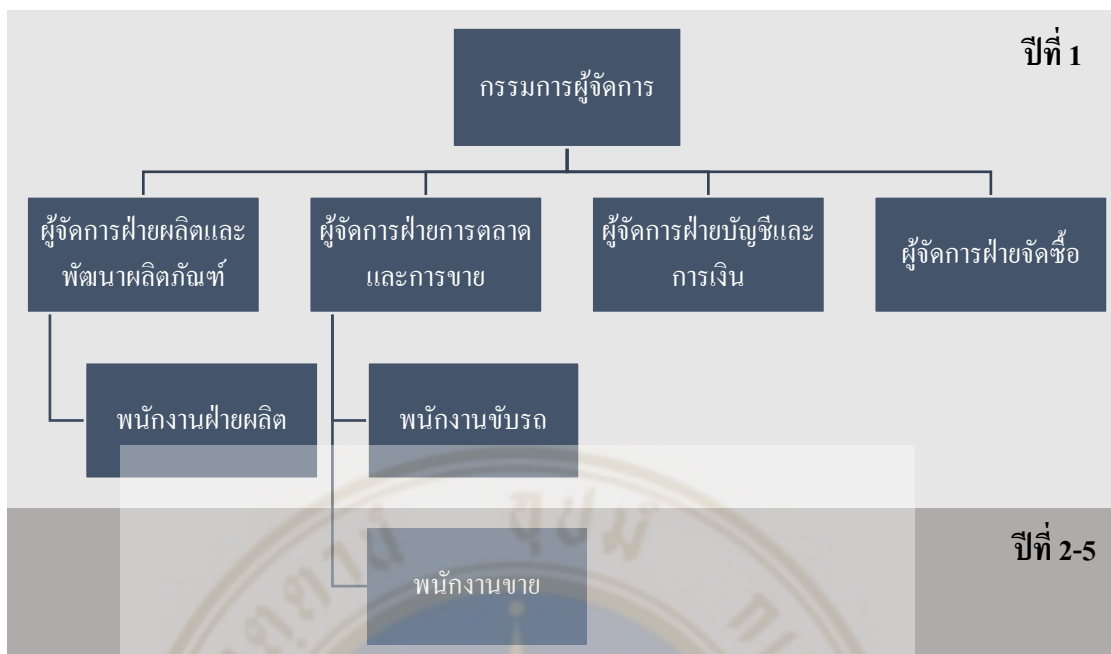 ปีที่ 1
กรรมการผู้จัดการ
ผู้จัดการฝ่ายผลิตและ
พัฒนาผลิตภัณฑ์
ผู้จัดการฝ่ายการตลาด
และการขาย
ผู้จัดการฝ่ายบัญชีและ
การเงิน
ผู้จัดการฝ่ายจัดซื้อ
พนักงานฝ่ายผลิต
พนักงานขับรถ
ปีที่ 2-5
พนักงานขาย